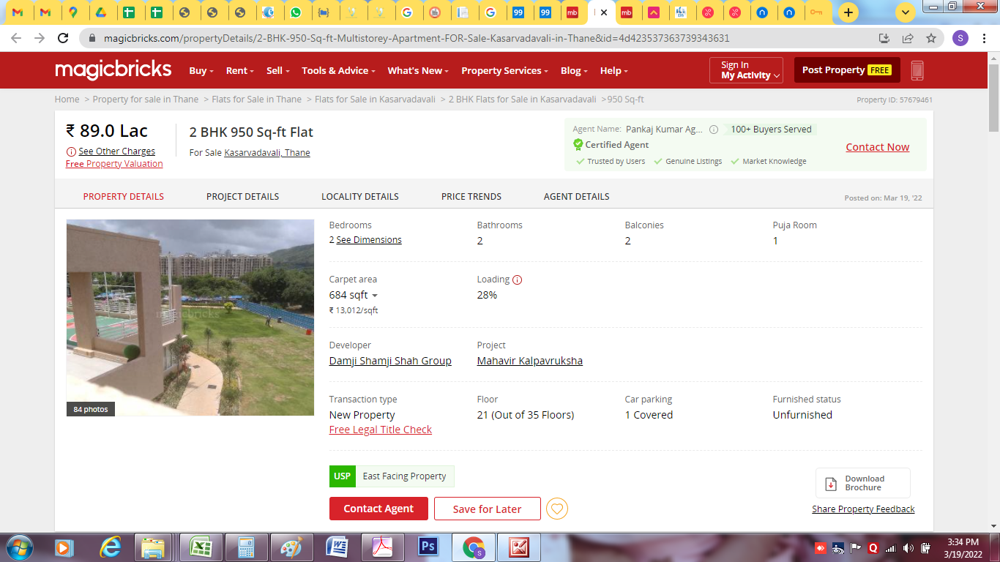 99
99
mb
mb
S
magicbricks.com/propertyDetails/2-BHK-950-Sq-ft-Multistorey-Apartment-FOR-Sale-Kasarvadavali-in-Thane&id=4d423537363739343631
magicbricks
Buy
Rent
Sell
Tools & Advice
What's New
Property Services
Blog
Help
Sign In
My Activity
Post Property FREE
Home > Property for sale in Thane > Flats for Sale in Thane > Flats for Sale in Kasarvadavali > 2 BHK Flats for Sale in Kasarvadavali >950 Sq-ft
Property ID: 57679461
₹ 89.0 Lac
See Other Charges
Free Property Valuation
2 BHK 950 Sq-ft Flat
For Sale Kasarvadavali, Thane
Agent Name: Pankaj Kumar Ag...
100+ Buyers Served
Certified Agent
Trusted by Users
Genuine Listings
Market Knowledge
Contact Now
PROPERTY DETAILS
PROJECT DETAILS
LOCALITY DETAILS
PRICE TRENDS
AGENT DETAILS
Posted on: Mar 19, '22
magicbricks
84 photos
Bedrooms
2 See Dimensions
Bathrooms
2
Balconies
2
Puja Room
1
Carpet area
684 sqft
₹ 13,012/sqft
Loading
28%
Developer
Damji Shamji Shah Group
Project
Mahavir Kalpavruksha
Transaction type
New Property
Free Legal Title Check
Floor
21 (Out of 35 Floors)
Car parking
1 Covered
Furnished status
Unfurnished
USP East Facing Property
Contact Agent
Save for Later
Download
Brochure
Share Property Feedback
Ps
3:34 PM
3/19/2022